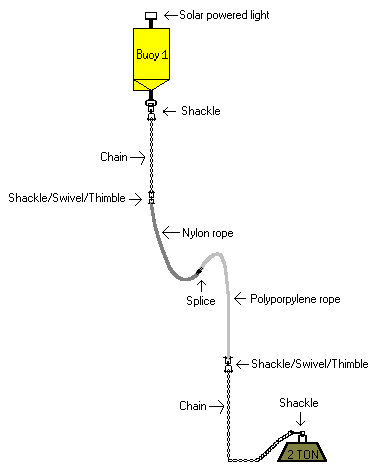 Solar powered light
Buoy 1
Shackle
Chain
Shackle/Swivel/Thimble
Nylon rope
Splice
Polyporpylene rope
Shackle/Swivel/Thimble
Chain
Shackle
2 TON